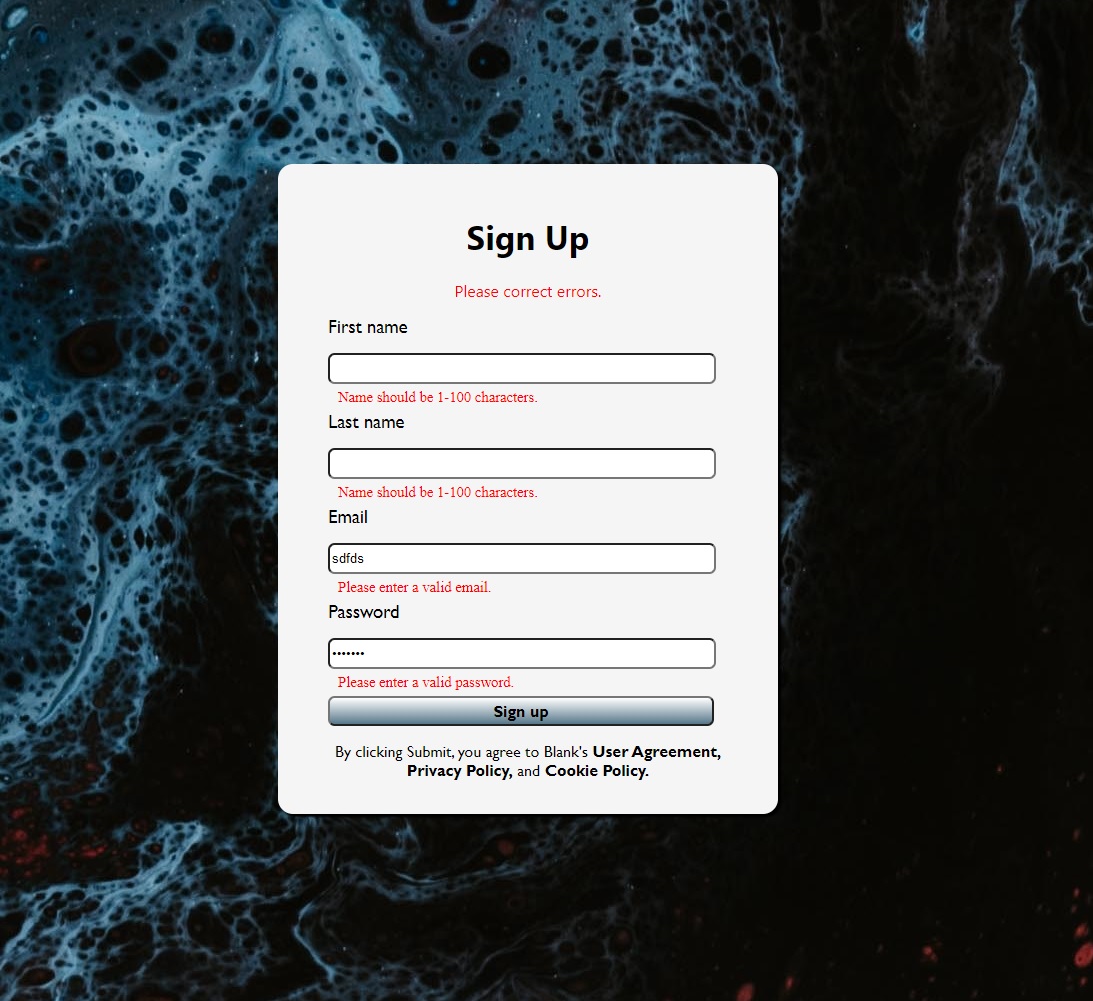 Sign Up
Please correct errors.
First name
Name should be 1-100 characters.
Last name
Name should be 1-100 characters.
Email
sdfds
Please enter a valid email.
Password
•••••••
Please enter a valid password.
Sign up
By clicking Submit, you agree to Blank's User Agreement,
Privacy Policy, and Cookie Policy.